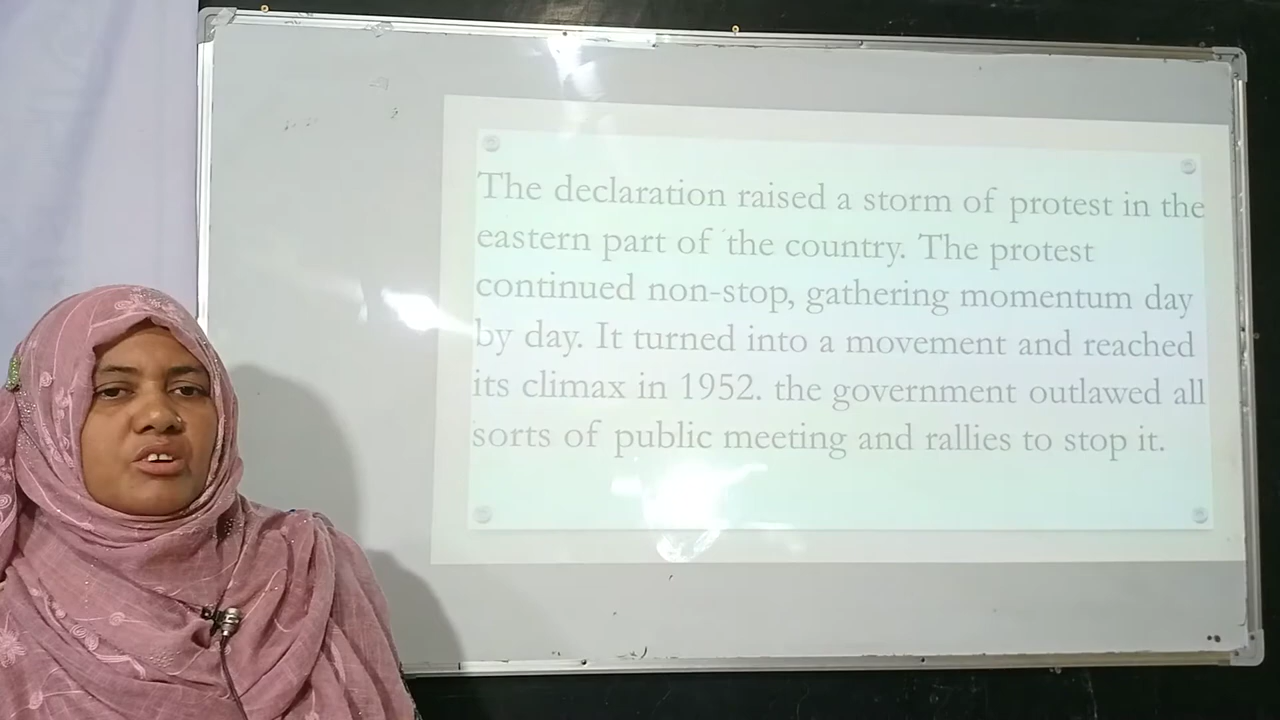 The declaration raised a storm of protest in the
eastern part of the country. The protest
continued non-stop, gathering momentum day
by day. It turned into a movement and reached
its climax in 1952. the government outlawed all
sorts of public meeting and rallies to stop it.